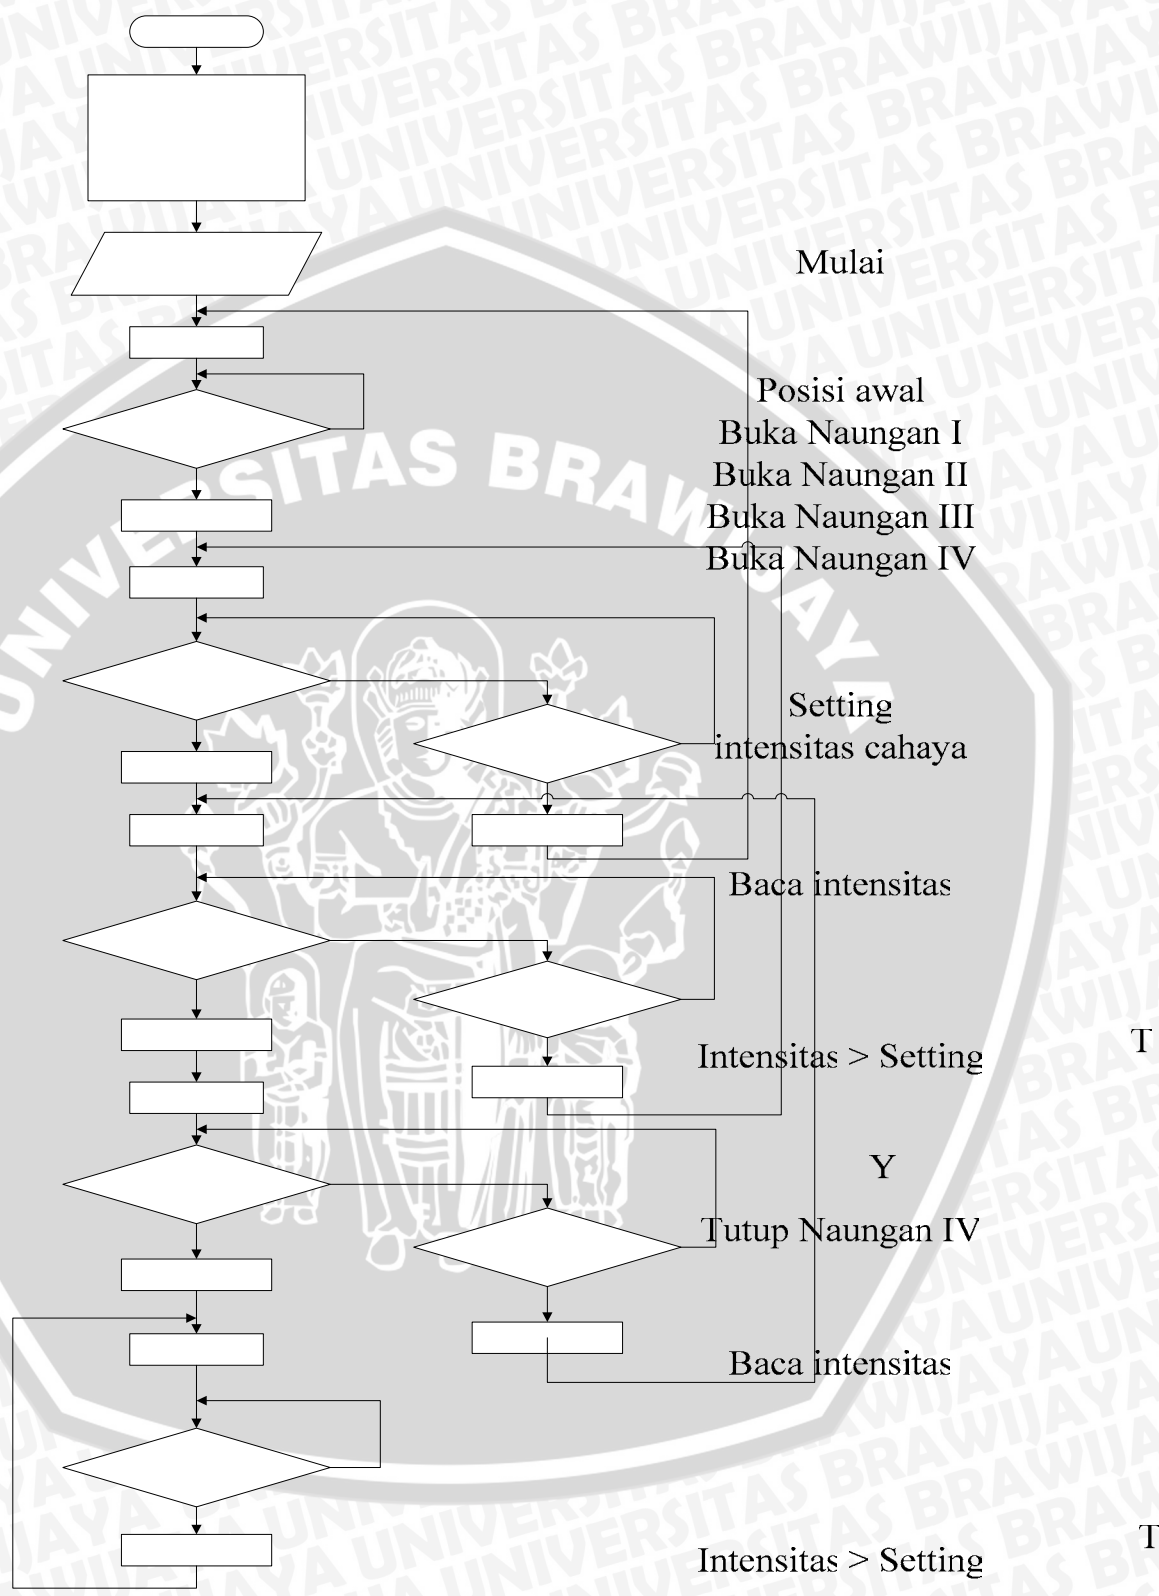 Mulai
Posisi awal
Buka Naungan I
Buka Naungan II
Buka Naungan III
Buka Naungan IV
Setting
intensitas cahaya
Baca intensitas
Intensitas > Setting
T
Y
Tutup Naungan IV
Baca intensitas
T
Intensitas > Setting
UNIVERSITAS BRAWIJAYA